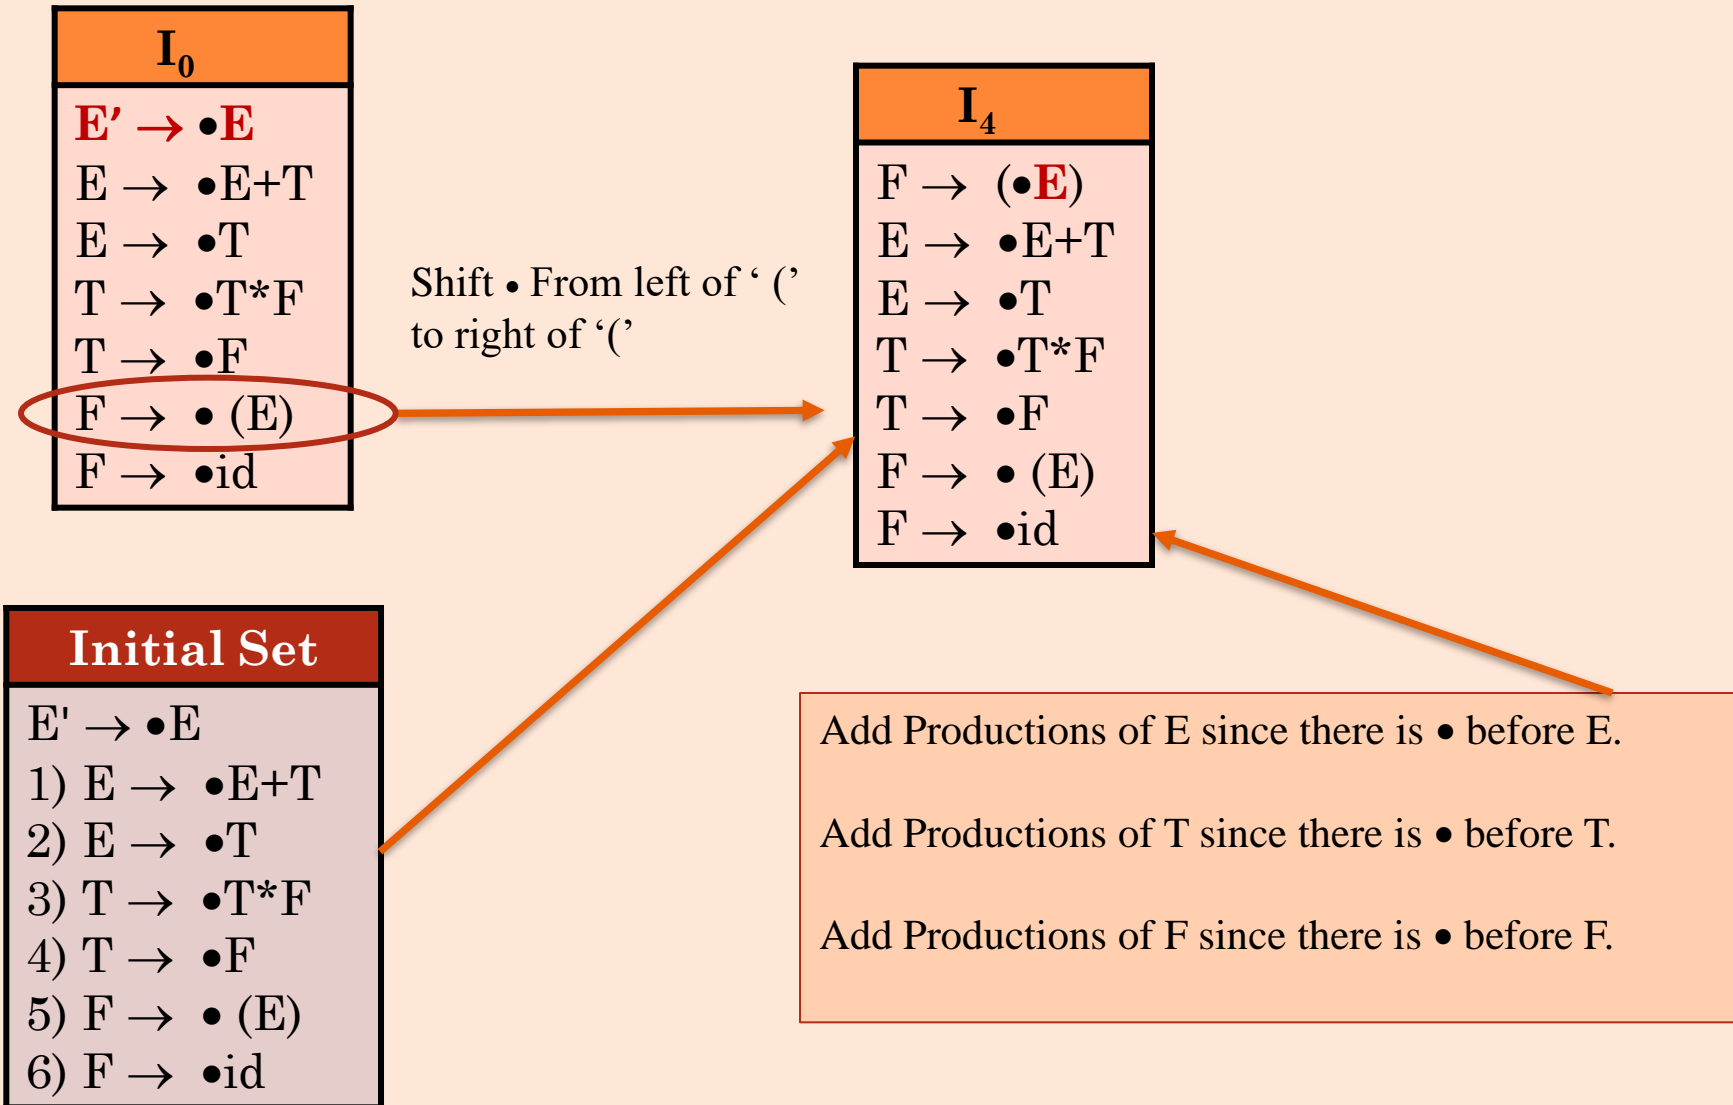 I₀
E’ → •E
E → •E+T
E → •T
T → •T*F
T → •F
F → • (E)
F → •id
Shift • From left of ‘ (’
to right of ‘(’
I₄
F → (•E)
E → •E+T
E → •T
T → •T*F
T → •F
F → • (E)
F → •id
Initial Set
E' → •E
1) E → •E+T
2) E → •T
3) T → •T*F
4) T → •F
5) F → • (E)
6) F → •id
Add Productions of E since there is • before E.
Add Productions of T since there is • before T.
Add Productions of F since there is • before F.